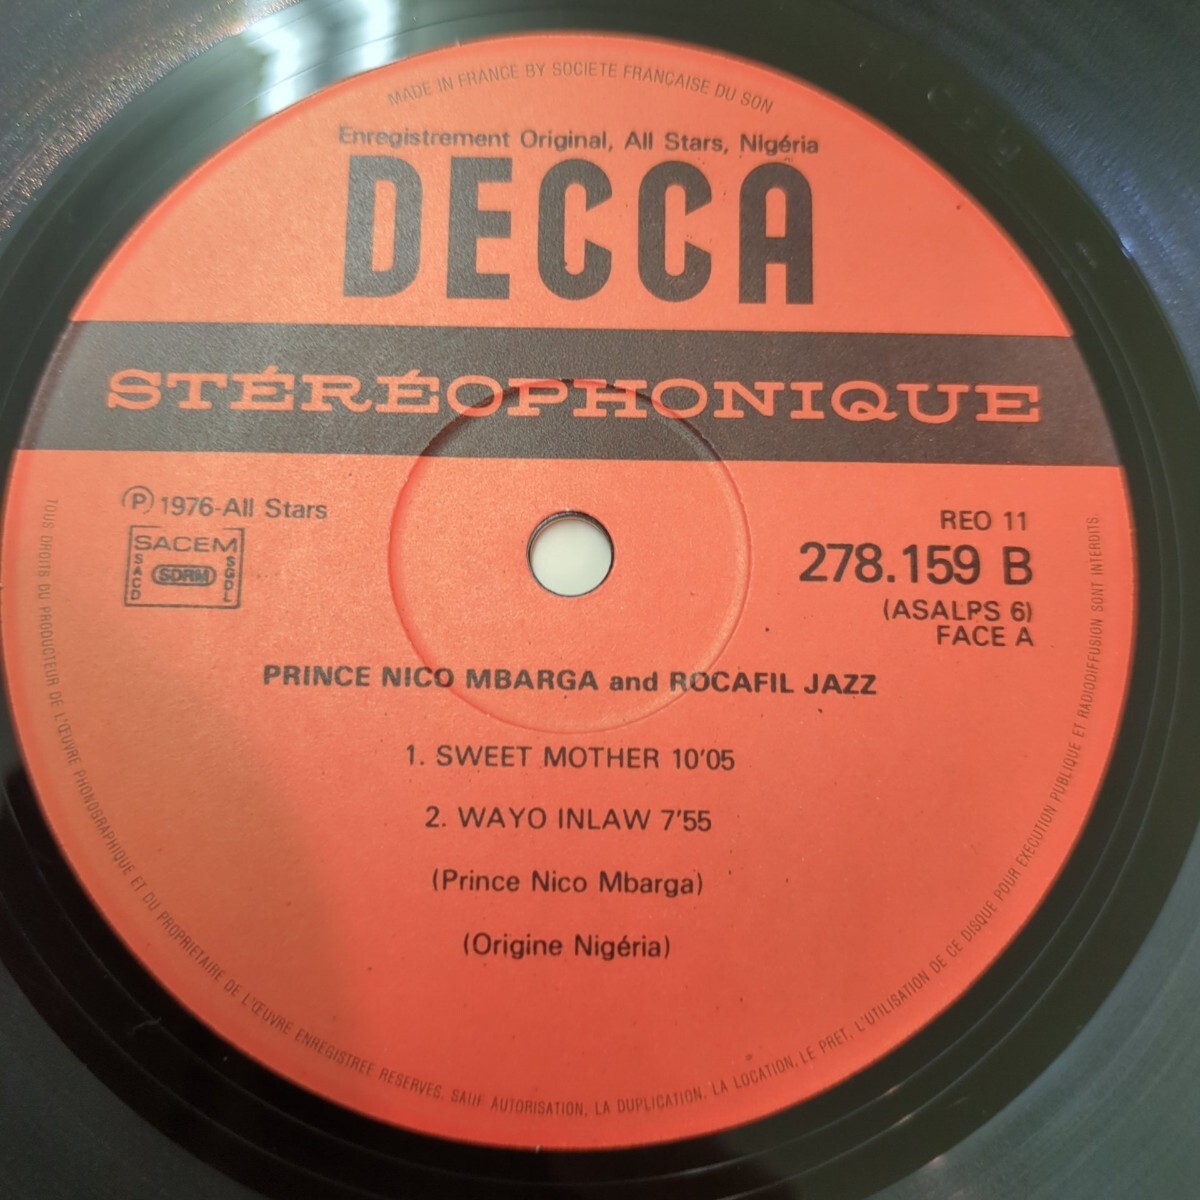 MADE IN FRANCE BY SOCIETE FRANÇAISE DU SON
Enregistrement Original, All Stars, Nigéria
DECCA
STÉRÉOPHONIQUE
Ⓟ 1976-All Stars
SACEM
SACD
SDRM
SGDL
REO 11
278.159 B
(ASALPS 6)
FACE A
PRINCE NICO MBARGA and ROCAFIL JAZZ
1. SWEET MOTHER 10'05
2. WAYO INLAW 7'55
(Prince Nico Mbarga)
(Origine Nigéria)
TOUS DROITS DU PRODUCTEUR DE L'ŒUVRE PHONOGRAPHIQUE ET DU PROPRIETAIRE DE L'ŒUVRE ENREGISTREE RESERVES. SAUF AUTORISATION, LA DUPLICATION, LA LOCATION, LE PRET, L'UTILISATION DE CE DISQUE POUR EXECUTION PUBLIQUE ET RADIODIFFUSION SONT INTERDITS